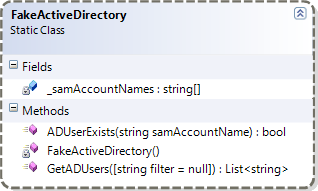 FakeActiveDirectory
Static Class
Fields
_samAccountNames : string[]
Methods
ADUserExists(string samAccountName) : bool
FakeActiveDirectory()
GetADUsers([string filter = null]) : List<string>